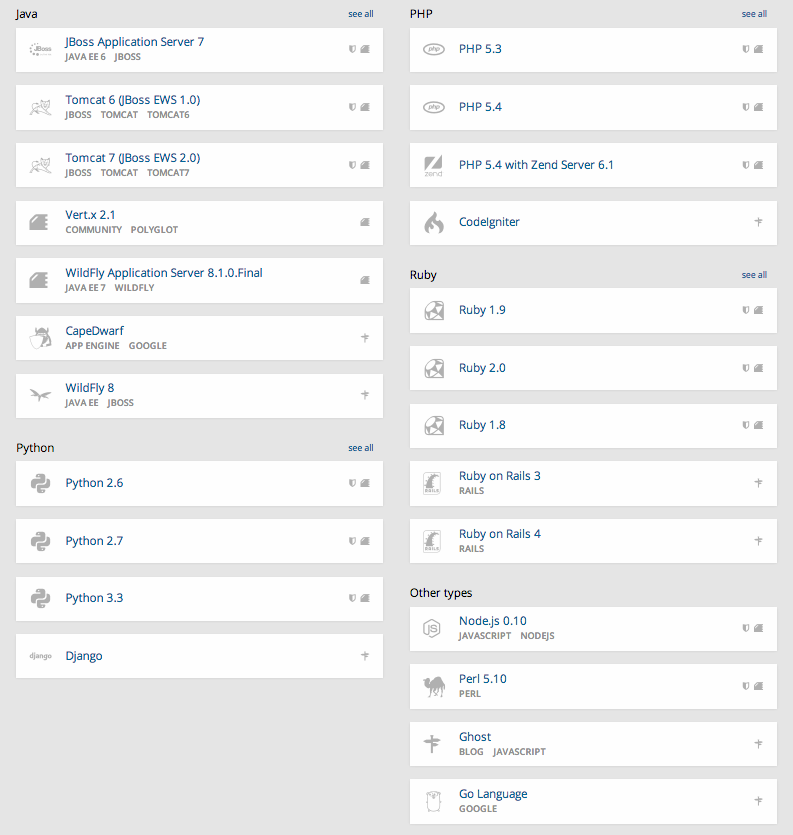 Java see all
JBoss Application Server 7
JAVA EE 6 JBOSS
Tomcat 6 (JBoss EWS 1.0)
JBOSS TOMCAT TOMCAT6
Tomcat 7 (JBoss EWS 2.0)
JBOSS TOMCAT TOMCAT7
Vert.x 2.1
COMMUNITY POLYGLOT
WildFly Application Server 8.1.0.Final
JAVA EE 7 WILDFLY
CapeDwarf
APP ENGINE GOOGLE
WildFly 8
JAVA EE JBOSS
Python see all
Python 2.6
Python 2.7
Python 3.3
django Django
PHP see all
php PHP 5.3
php PHP 5.4
PHP 5.4 with Zend Server 6.1
zend
CodeIgniter
Ruby see all
Ruby 1.9
Ruby 2.0
Ruby 1.8
Ruby on Rails 3
RAILS RAILS
Ruby on Rails 4
RAILS RAILS
Other types
Node.js 0.10
JS JAVASCRIPT NODEJS
Perl 5.10
PERL
Ghost
BLOG JAVASCRIPT
Go Language
GOOGLE